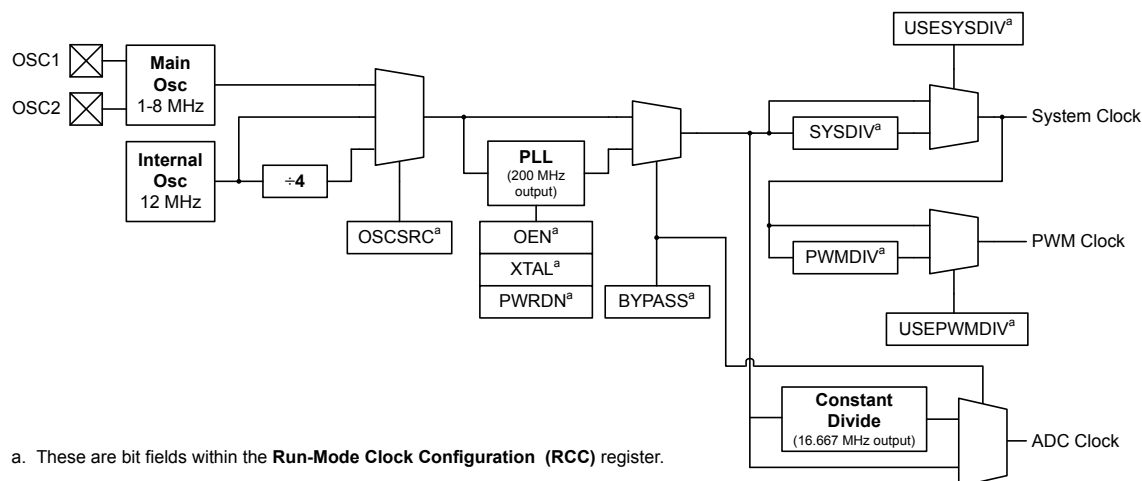 USESYSDIVᵃ
OSC1
Main
Osc
1-8 MHz
OSC2
System Clock
SYSDIVᵃ
Internal
Osc
12 MHz
÷4
PLL
(200 MHz
output)
OSCSRCᵃ
OENᵃ
XTALᵃ
PWRDNᵃ
BYPASSᵃ
PWM Clock
PWMDIVᵃ
USEPWMDIVᵃ
Constant
Divide
(16.667 MHz output)
ADC Clock
a. These are bit fields within the Run-Mode Clock Configuration (RCC) register.